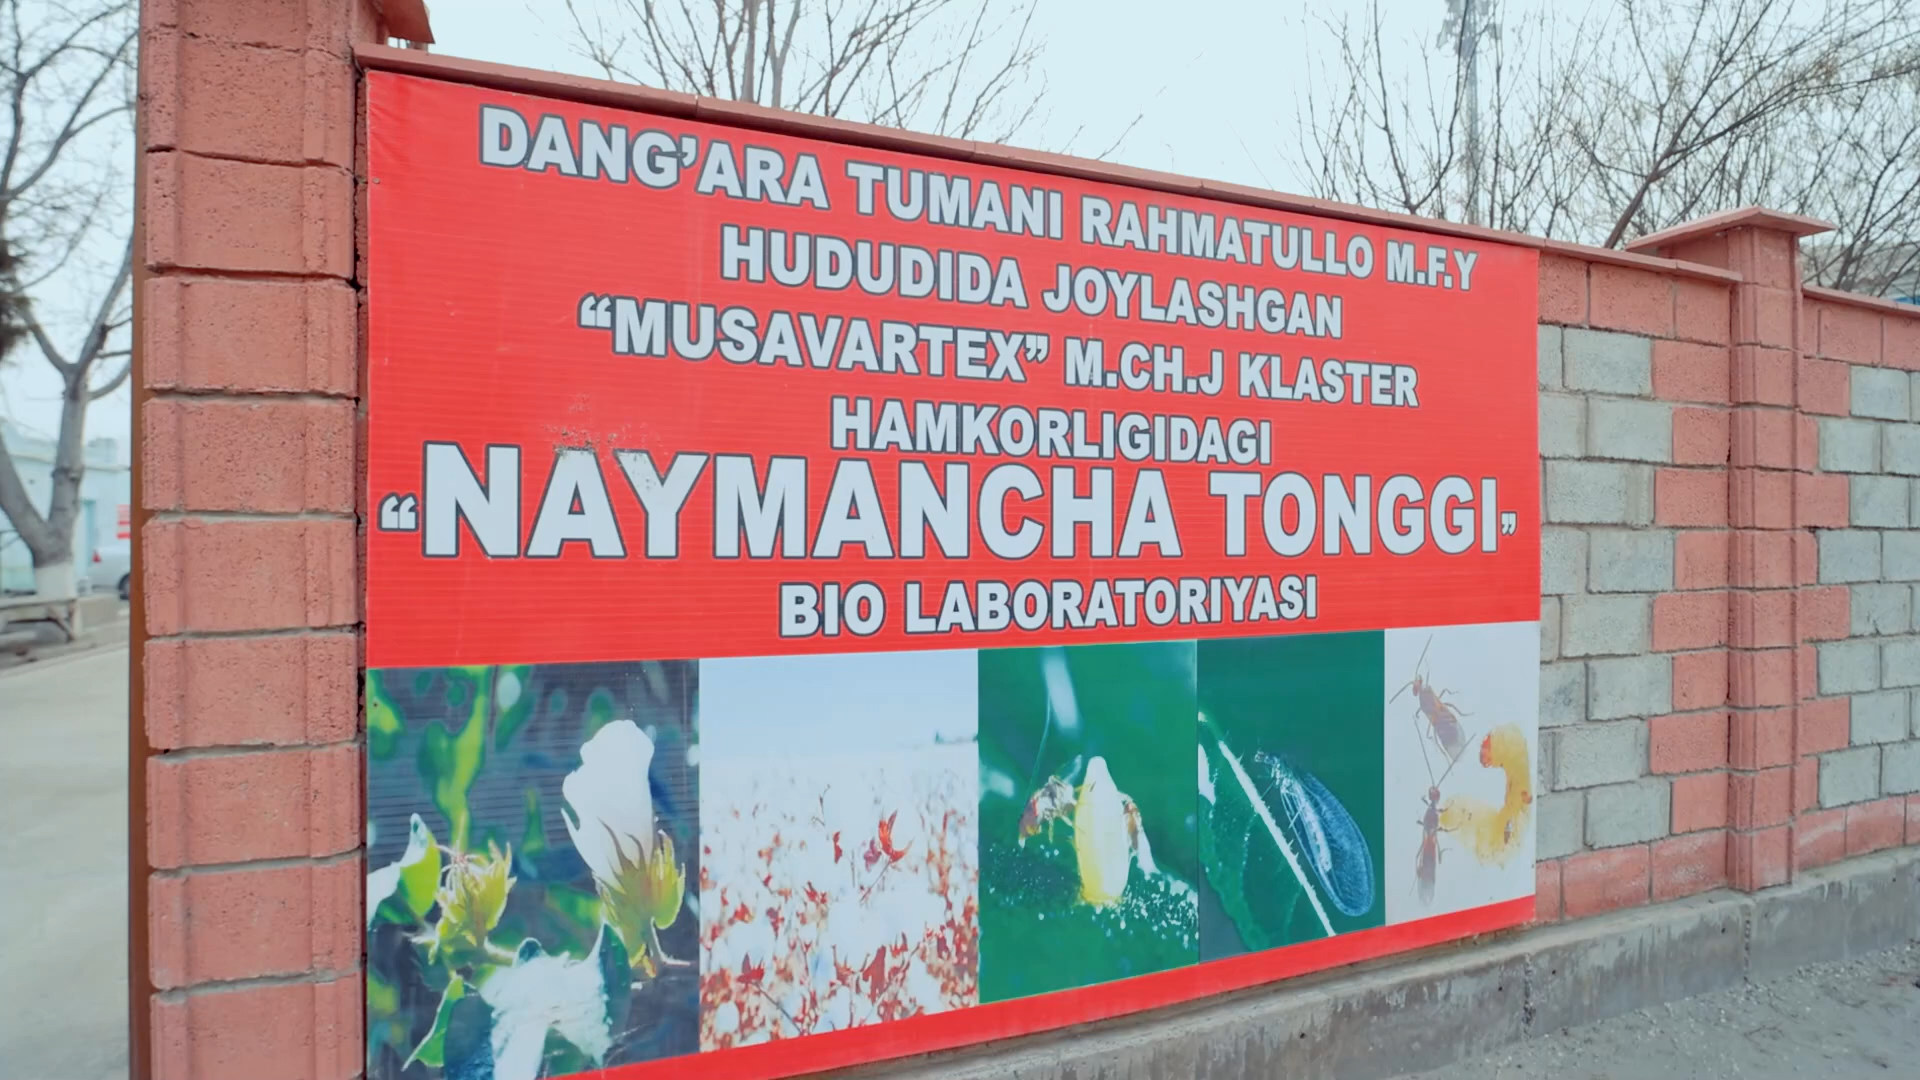 DANG'ARA TUMANI RAHMATULLO M.F.Y
HUDUDIDA JOYLASHGAN
“MUSAVARTEX” M.CH.J KLASTER
HAMKORLIGIDAGI
“NAYMANCHA TONGGI”
BIO LABORATORIYASI